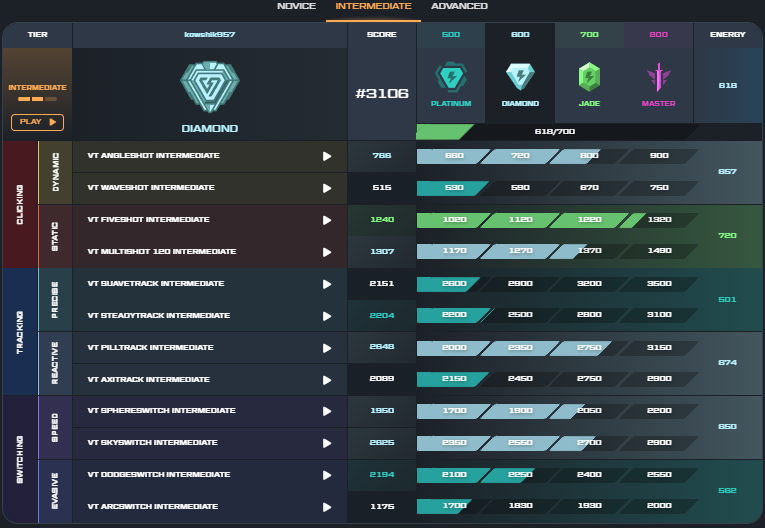 NOVICE INTERMEDIATE ADVANCED
TIER kowshik957 SCORE 500 600 700 800 ENERGY
INTERMEDIATE
PLAY
DIAMOND
#3106
PLATINUM DIAMOND JADE MASTER
618
618/700
CLICKING
DYNAMIC
VT ANGLESHOT INTERMEDIATE 766 660 720 800 900
657
VT WAVESHOT INTERMEDIATE 515 530 590 670 750
STATIC
VT FIVESHOT INTERMEDIATE 1240 1020 1120 1220 1320
720
VT MULTISHOT 120 INTERMEDIATE 1307 1170 1270 1370 1490
TRACKING
PRECISE
VT SUAVETRACK INTERMEDIATE 2151 2600 2900 3200 3500
501
VT STEADYTRACK INTERMEDIATE 2204 2200 2500 2800 3100
REACTIVE
VT PILLTRACK INTERMEDIATE 2648 2000 2350 2750 3150
674
VT AXITRACK INTERMEDIATE 2089 2150 2450 2750 2900
SWITCHING
SPEED
VT SPHERESWITCH INTERMEDIATE 1950 1700 1900 2050 2200
650
VT SKYSWITCH INTERMEDIATE 2625 2350 2550 2700 2900
EVASIVE
VT DODGESWITCH INTERMEDIATE 2194 2100 2250 2400 2550
562
VT ARCSWITCH INTERMEDIATE 1175 1700 1830 1930 2000